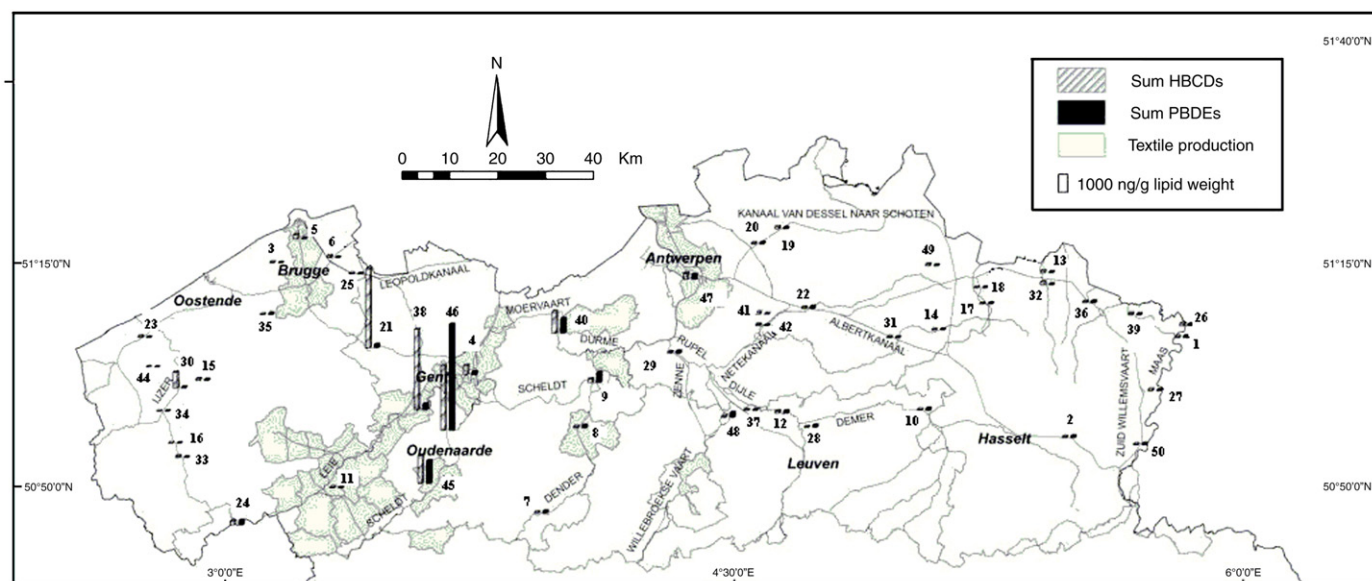 51°40'0"N
N
0 10 20 30 40 Km
Sum HBCDs
Sum PBDEs
Textile production
1000 ng/g lipid weight
KANAAL VAN DESSEL NAAR SCHOTEN
5
3
6
20
19
49
13
51°15'0"N
Brugge
25
LEOPOLDKANAAL
Antwerpen
47
32
18
17
51°15'0"N
Oostende
35
21
38
46
4
MOERVAART
40
DURME
41
42
22
ALBERTKANAAL
31
14
36
39
26
1
23
44
30
15
IJZER
34
16
33
Gent
SCHELDT
9
29
RUPEL
ZENNE
NETEKANAAL
DIJLE
MAAS
27
8
48
37
12
28
DEMER
10
Hasselt
2
ZUID WILLEMSVAART
50
Oudenaarde
45
Leuven
50°50'0"N
LEIE
11
SCHELDT
24
7
DENDER
WILLEBROEKSE VAART
50°50'0"N
3°0'0"E
4°30'0"E
6°0'0"E